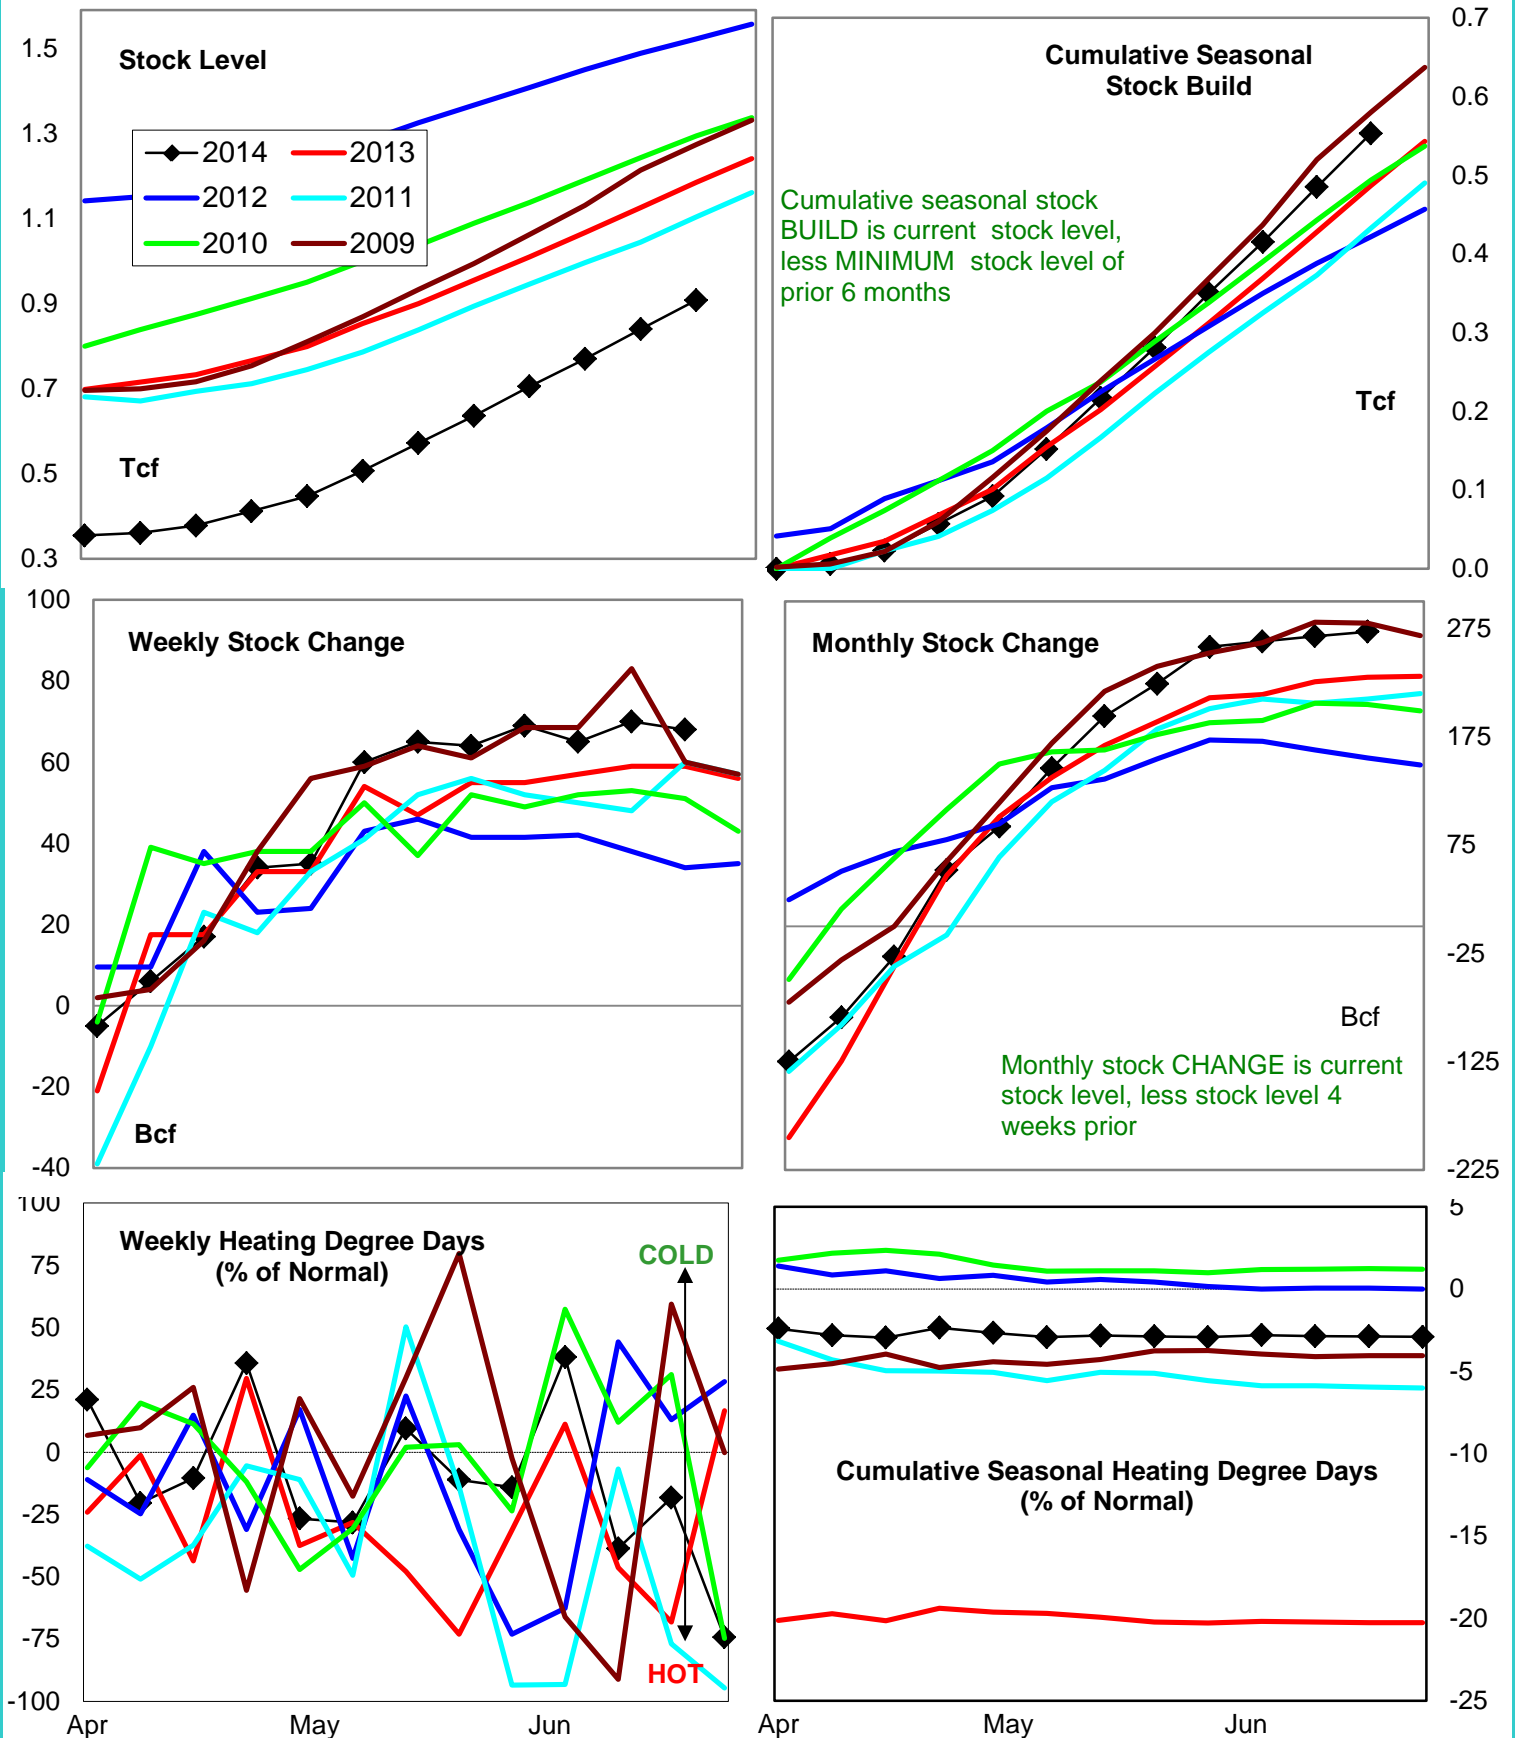 Stock Level
1.5
1.3
1.1
0.9
0.7
0.5
0.3
2014 2013
2012 2011
2010 2009
Tcf
Cumulative Seasonal
Stock Build
Cumulative seasonal stock
BUILD is current stock level,
less MINIMUM stock level of
prior 6 months
Tcf
0.7
0.6
0.5
0.4
0.3
0.2
0.1
0.0
Weekly Stock Change
100
80
60
40
20
0
-20
-40
Bcf
Monthly Stock Change
275
175
75
-25
-125
-225
Bcf
Monthly stock CHANGE is current
stock level, less stock level 4
weeks prior
Weekly Heating Degree Days
(% of Normal)
100
75
50
25
0
-25
-50
-75
-100
COLD
HOT
Apr May Jun
Cumulative Seasonal Heating Degree Days
(% of Normal)
5
0
-5
-10
-15
-20
-25
Apr May Jun